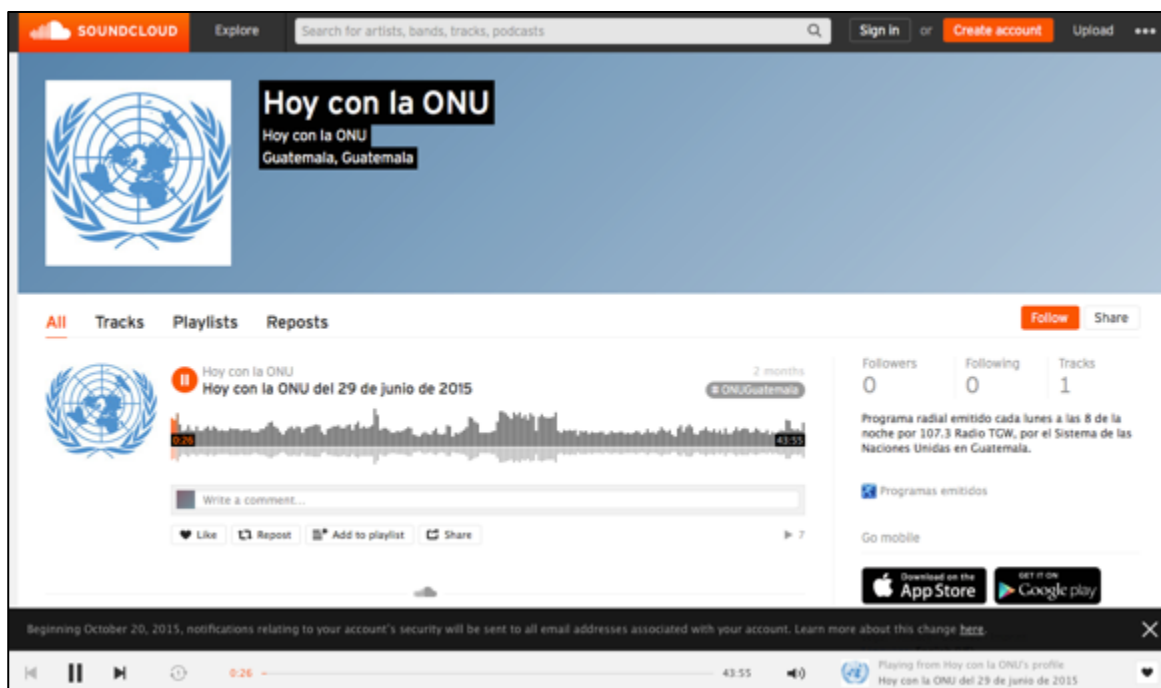 SOUNDCLOUD Explore Search for artists, bands, tracks, podcasts Sign in or Create account Upload •••
Hoy con la ONU
Hoy con la ONU
Guatemala, Guatemala
All Tracks Playlists Reposts Follow Share
Hoy con la ONU 2 months
Hoy con la ONU del 29 de junio de 2015 # ONUGuatemala
0:26 43:55
Write a comment...
Like Repost Add to playlist Share 7
Followers Following Tracks
0 0 1
Programa radial emitido cada lunes a las 8 de la
noche por 107.3 Radio TGW, por el Sistema de las
Naciones Unidas en Guatemala.
Programas emitidos
Go mobile
Download on the GET IT ON
App Store Google play
Beginning October 20, 2015, notifications relating to your account's security will be sent to all email addresses associated with your account. Learn more about this change here.
0:26 43:55 Playing from Hoy con la ONU's profile
Hoy con la ONU del 29 de junio de 2015